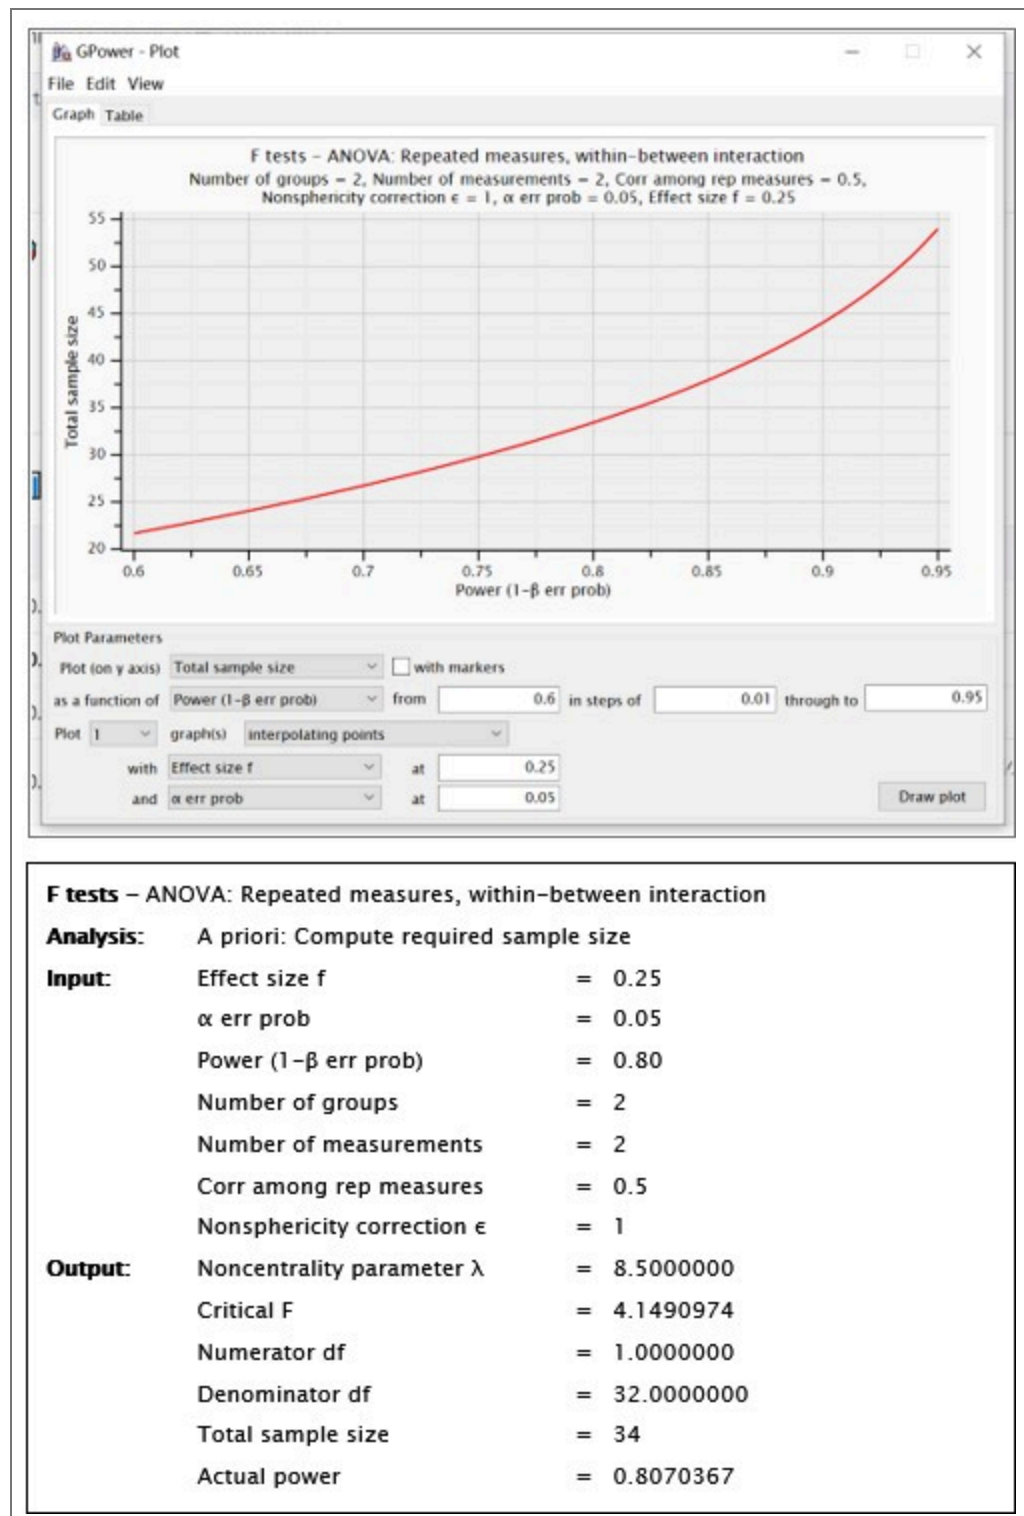 GPower - Plot
File Edit View
Graph Table
F tests - ANOVA: Repeated measures, within-between interaction
Number of groups = 2, Number of measurements = 2, Corr among rep measures = 0.5,
Nonsphericity correction ϵ = 1, α err prob = 0.05, Effect size f = 0.25
55
50
45
40
35
30
25
20
Total sample size
0.6 0.65 0.7 0.75 0.8 0.85 0.9 0.95
Power (1-β err prob)
Plot Parameters
Plot (on y axis) Total sample size with markers
as a function of Power (1-β err prob) from 0.6 in steps of 0.01 through to 0.95
Plot 1 graph(s) interpolating points
with Effect size f at 0.25
and α err prob at 0.05 Draw plot
F tests – ANOVA: Repeated measures, within-between interaction
Analysis: A priori: Compute required sample size
Input: Effect size f = 0.25
α err prob = 0.05
Power (1-β err prob) = 0.80
Number of groups = 2
Number of measurements = 2
Corr among rep measures = 0.5
Nonsphericity correction ϵ = 1
Output: Noncentrality parameter λ = 8.5000000
Critical F = 4.1490974
Numerator df = 1.0000000
Denominator df = 32.0000000
Total sample size = 34
Actual power = 0.8070367